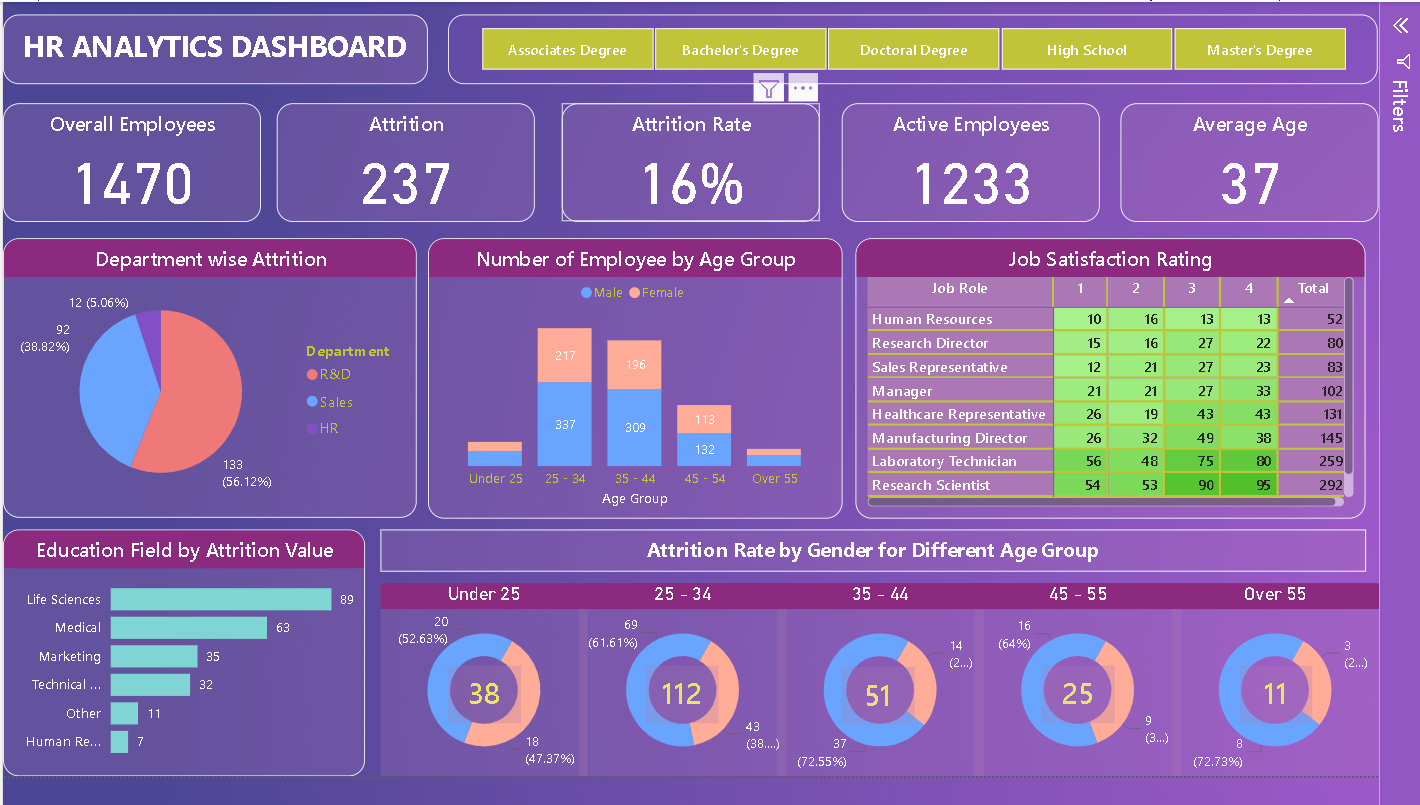 HR ANALYTICS DASHBOARD
Associates Degree
Bachelor's Degree
Doctoral Degree
High School
Master's Degree
Filters
Overall Employees
1470
Attrition
237
Attrition Rate
16%
Active Employees
1233
Average Age
37
Department wise Attrition
12 (5.06%)
92
(38.82%)
133
(56.12%)
Department
R&D
Sales
HR
Number of Employee by Age Group
Male Female
217
337
196
309
113
132
Under 25 25 - 34 35 - 44 45 - 54 Over 55
Age Group
Job Satisfaction Rating
Job Role 1 2 3 4 Total
Human Resources 10 16 13 13 52
Research Director 15 16 27 22 80
Sales Representative 12 21 27 23 83
Manager 21 21 27 33 102
Healthcare Representative 26 19 43 43 131
Manufacturing Director 26 32 49 38 145
Laboratory Technician 56 48 75 80 259
Research Scientist 54 53 90 95 292
Education Field by Attrition Value
Life Sciences 89
Medical 63
Marketing 35
Technical ... 32
Other 11
Human Re... 7
Attrition Rate by Gender for Different Age Group
Under 25
20
(52.63%)
38
18
(47.37%)
25 - 34
69
(61.61%)
112
43
(38....)
35 - 44
14
(2...)
51
37
(72.55%)
45 - 55
16
(64%)
25
9
(3...)
Over 55
3
(2...)
11
8
(72.73%)